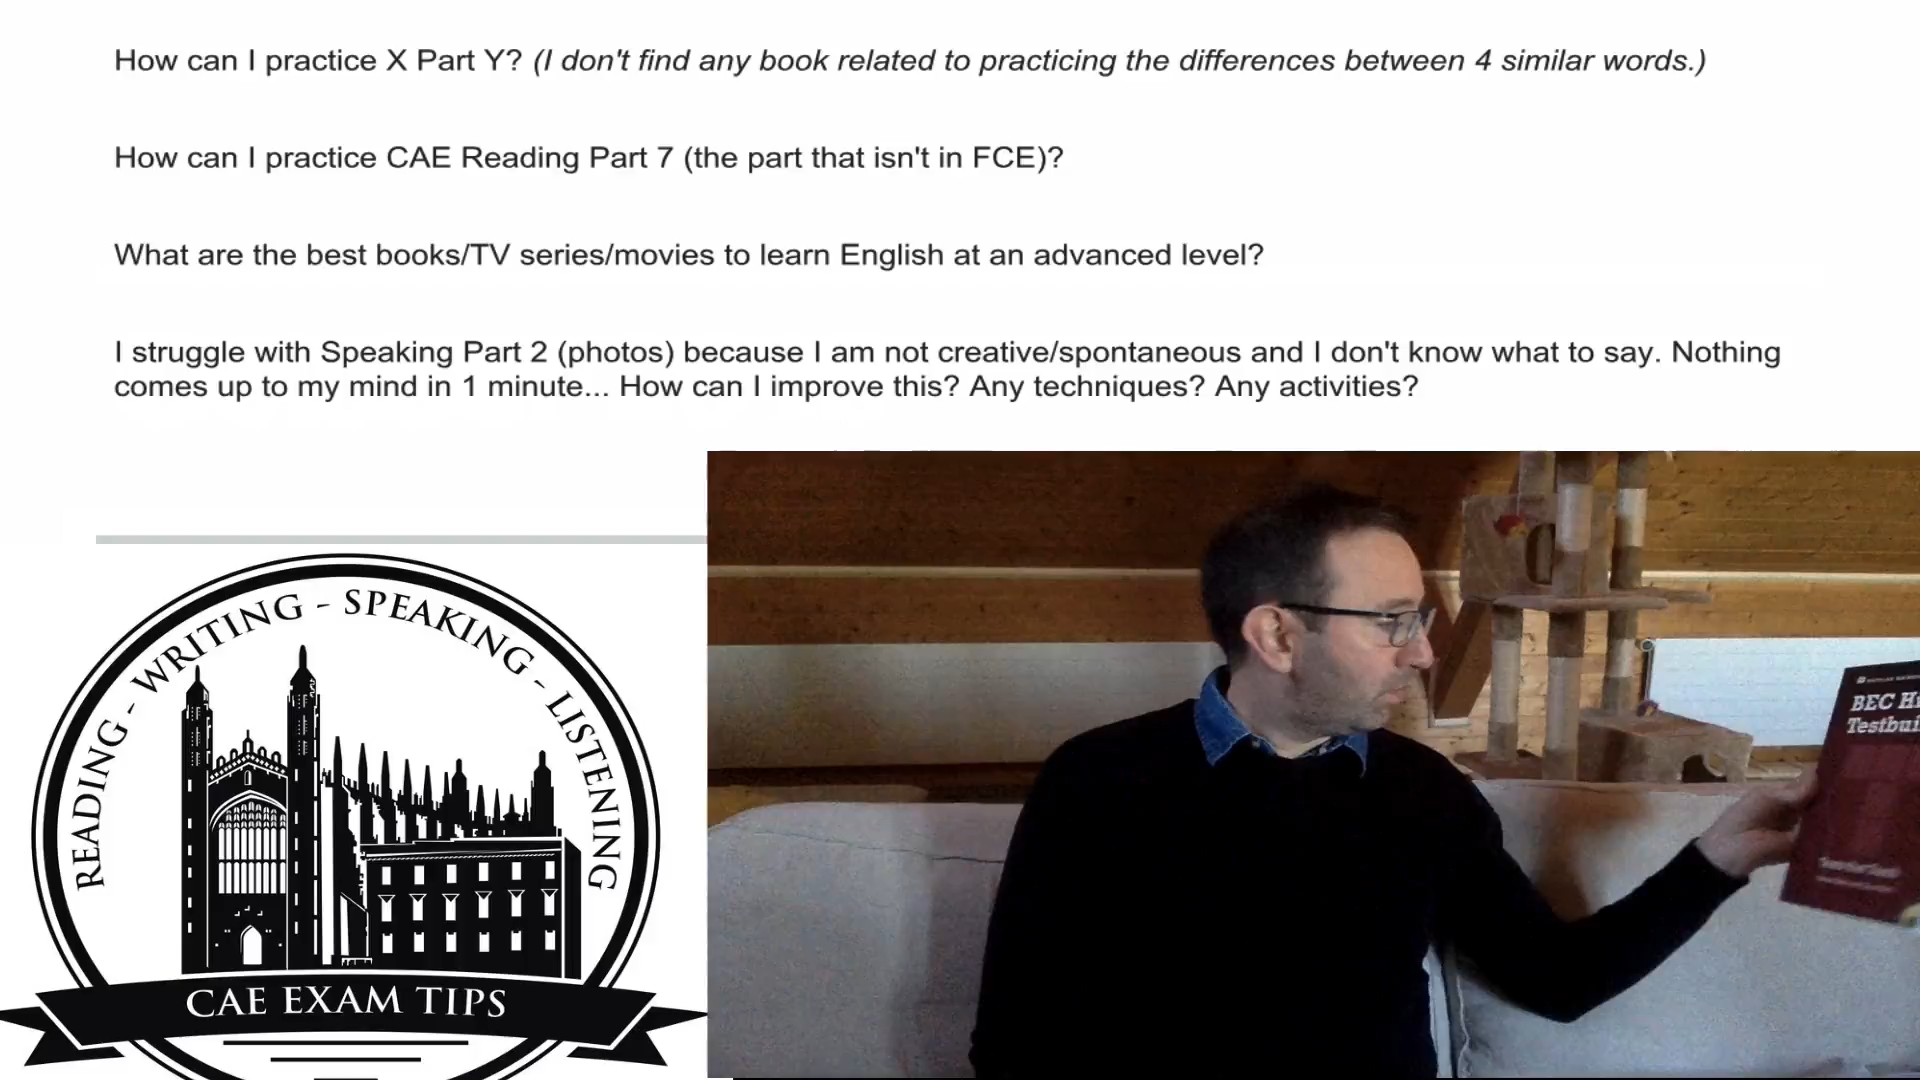 How can I practice X Part Y? (I don't find any book related to practicing the differences between 4 similar words.)
How can I practice CAE Reading Part 7 (the part that isn't in FCE)?
What are the best books/TV series/movies to learn English at an advanced level?
I struggle with Speaking Part 2 (photos) because I am not creative/spontaneous and I don't know what to say. Nothing
comes up to my mind in 1 minute... How can I improve this? Any techniques? Any activities?
READING - WRITING - SPEAKING - LISTENING
CAE EXAM TIPS
BEC